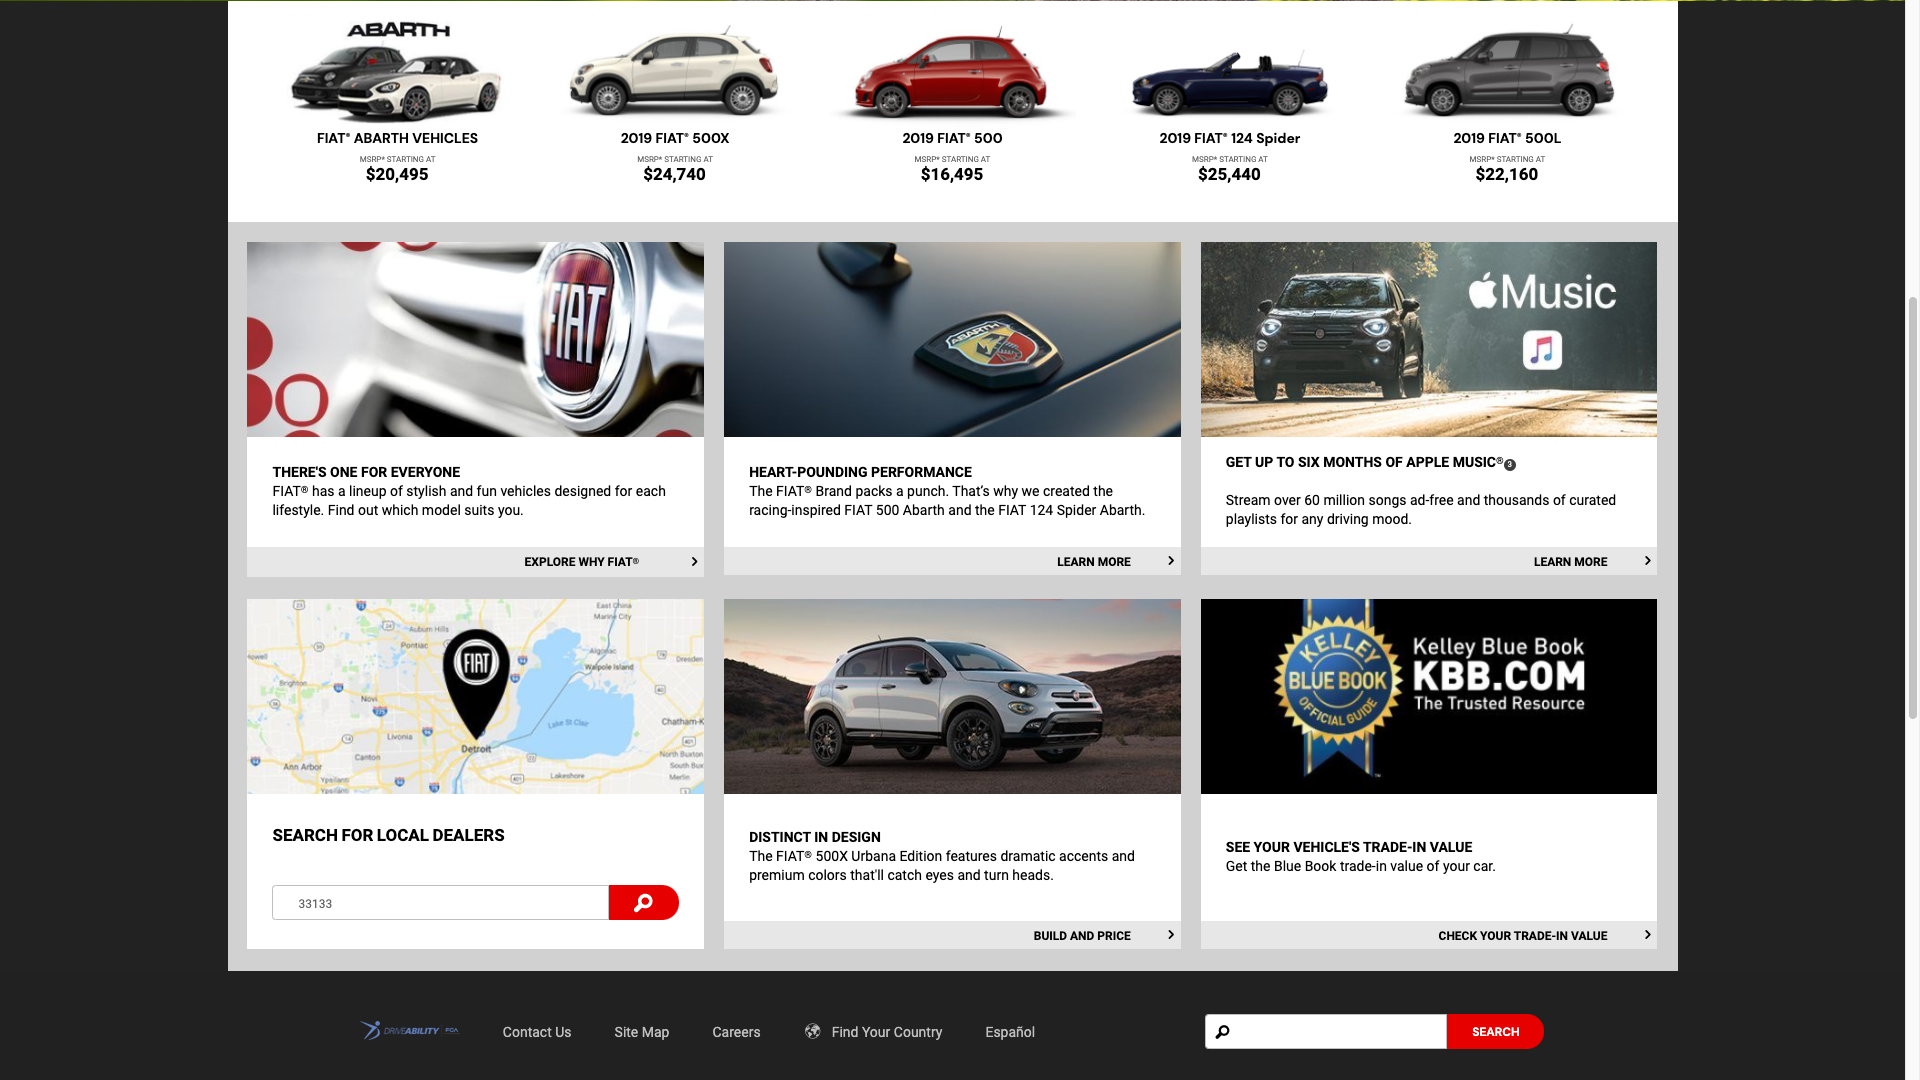 ABARTH
FIAT® ABARTH VEHICLES
MSRP* STARTING AT
$20,495
2019 FIAT® 500X
MSRP* STARTING AT
$24,740
2019 FIAT® 500
MSRP* STARTING AT
$16,495
2019 FIAT® 124 Spider
MSRP* STARTING AT
$25,440
2019 FIAT® 500L
MSRP* STARTING AT
$22,160
FIAT
THERE'S ONE FOR EVERYONE
FIAT® has a lineup of stylish and fun vehicles designed for each
lifestyle. Find out which model suits you.
EXPLORE WHY FIAT®
ABARTH
HEART-POUNDING PERFORMANCE
The FIAT® Brand packs a punch. That’s why we created the
racing-inspired FIAT 500 Abarth and the FIAT 124 Spider Abarth.
LEARN MORE
Music
GET UP TO SIX MONTHS OF APPLE MUSIC® 3
Stream over 60 million songs ad-free and thousands of curated
playlists for any driving mood.
LEARN MORE
East China
Marine City
Auburn Hills
Pontiac
Algonac
Walpole Island
Dresden
FIAT
Brighton
Novi
Lake St Clair
Chatham-K
Livonia
Detroit
Canton
North Buxton
Ann Arbor
South Bux
Ypsilanti
Lakeshore
Merlin
SEARCH FOR LOCAL DEALERS
33133
DISTINCT IN DESIGN
The FIAT® 500X Urbana Edition features dramatic accents and
premium colors that'll catch eyes and turn heads.
BUILD AND PRICE
KELLEY
BLUE BOOK
OFFICIAL GUIDE
Kelley Blue Book
KBB.COM
The Trusted Resource
SEE YOUR VEHICLE'S TRADE-IN VALUE
Get the Blue Book trade-in value of your car.
CHECK YOUR TRADE-IN VALUE
DRIVEABILITY FCA
Contact Us
Site Map
Careers
Find Your Country
Español
SEARCH